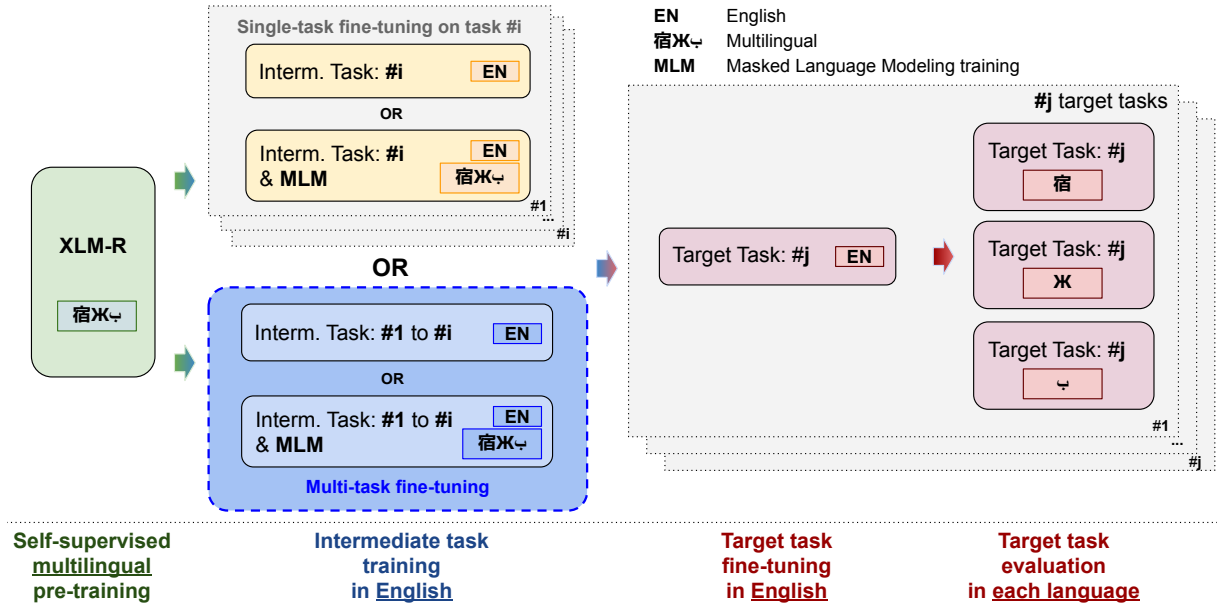 Single-task fine-tuning on task #i
Interm. Task: #i EN
OR
Interm. Task: #i EN
& MLM 宿Жب
#1
...
#i
EN English
宿Жب Multilingual
MLM Masked Language Modeling training
XLM-R
宿Жب
OR
Interm. Task: #1 to #i EN
OR
Interm. Task: #1 to #i EN
& MLM 宿Жب
Multi-task fine-tuning
#j target tasks
Target Task: #j EN
Target Task: #j
宿
Target Task: #j
Ж
Target Task: #j
ب
#1
...
#j
Self-supervised
multilingual
pre-training
Intermediate task
training
in English
Target task
fine-tuning
in English
Target task
evaluation
in each language